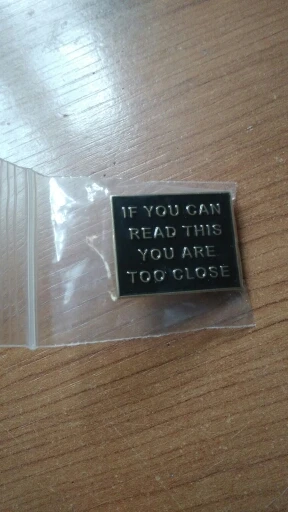 IF YOU CAN
READ THIS
YOU ARE
TOO CLOSE